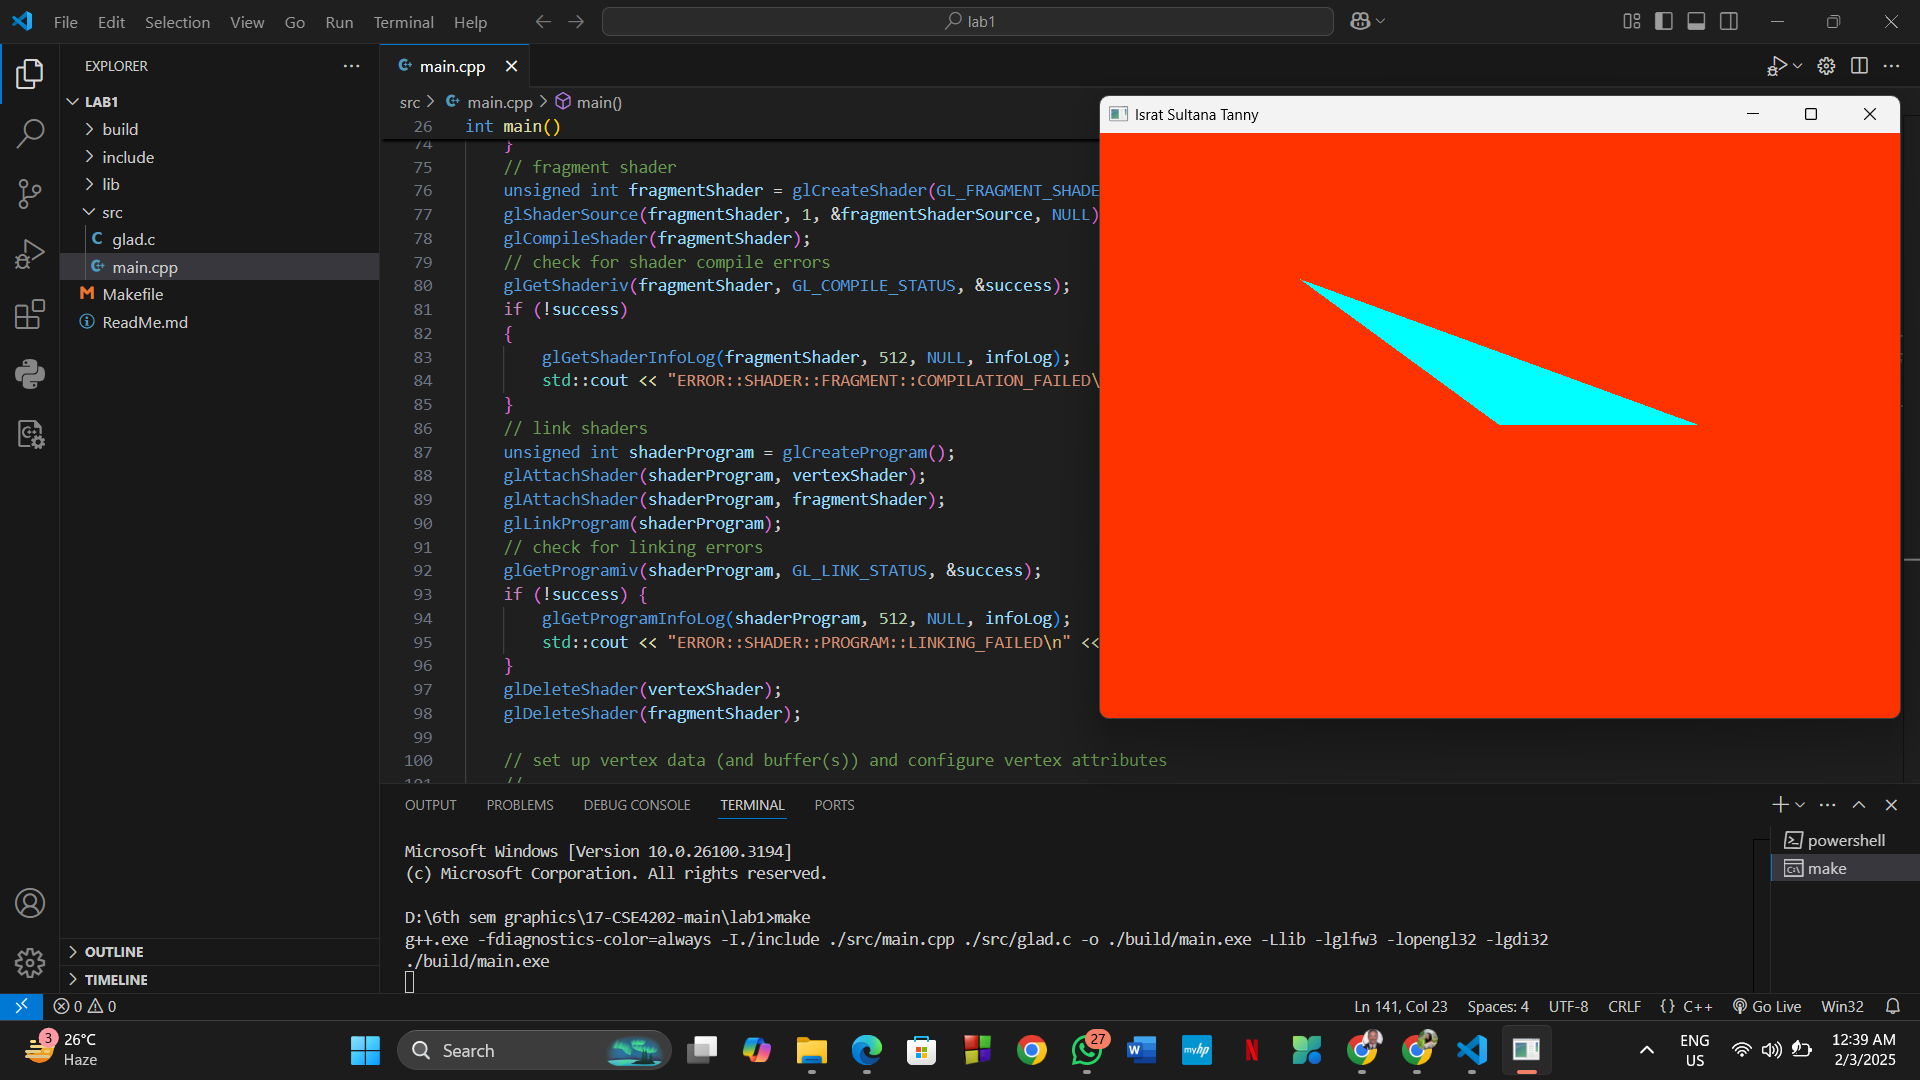 File Edit Selection View Go Run Terminal Help
lab1
EXPLORER
LAB1
build
include
lib
src
glad.c
main.cpp
Makefile
ReadMe.md
OUTLINE
TIMELINE
main.cpp
src > main.cpp > main()
26 int main()
74 }
75 // fragment shader
76 unsigned int fragmentShader = glCreateShader(GL_FRAGMENT_SHADE
77 glShaderSource(fragmentShader, 1, &fragmentShaderSource, NULL)
78 glCompileShader(fragmentShader);
79 // check for shader compile errors
80 glGetShaderiv(fragmentShader, GL_COMPILE_STATUS, &success);
81 if (!success)
82 {
83 glGetShaderInfoLog(fragmentShader, 512, NULL, infoLog);
84 std::cout << "ERROR::SHADER::FRAGMENT::COMPILATION_FAILED\
85 }
86 // link shaders
87 unsigned int shaderProgram = glCreateProgram();
88 glAttachShader(shaderProgram, vertexShader);
89 glAttachShader(shaderProgram, fragmentShader);
90 glLinkProgram(shaderProgram);
91 // check for linking errors
92 glGetProgramiv(shaderProgram, GL_LINK_STATUS, &success);
93 if (!success) {
94 glGetProgramInfoLog(shaderProgram, 512, NULL, infoLog);
95 std::cout << "ERROR::SHADER::PROGRAM::LINKING_FAILED\n" <<
96 }
97 glDeleteShader(vertexShader);
98 glDeleteShader(fragmentShader);
99
100 // set up vertex data (and buffer(s)) and configure vertex attributes
101 //
Israt Sultana Tanny
OUTPUT PROBLEMS DEBUG CONSOLE TERMINAL PORTS
Microsoft Windows [Version 10.0.26100.3194]
(c) Microsoft Corporation. All rights reserved.
D:\6th sem graphics\17-CSE4202-main\lab1>make
g++.exe -fdiagnostics-color=always -I./include ./src/main.cpp ./src/glad.c -o ./build/main.exe -Llib -lglfw3 -lopengl32 -lgdi32
./build/main.exe
powershell
make
0 0 Ln 141, Col 23 Spaces: 4 UTF-8 CRLF {} C++ Go Live Win32
3 26°C
Haze
Search
27
W
myhp
N
ENG
US
12:39 AM
2/3/2025